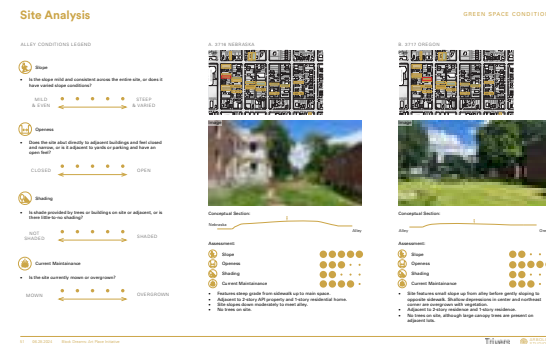 Site Analysis
GREEN SPACE CONDITIO
ALLEY CONDITIONS LEGEND
Slope
• Is the slope mild and consistent across the entire site, or does it
have varied slope conditions?
MILD
& EVEN
STEEP
& VARIED
Openness
• Does the site abut directly to adjacent buildings and feel closed
and narrow, or is it adjacent to yards or parking and have an
open feel?
CLOSED
OPEN
Shading
• Is shade provided by trees or buildings on site or adjacent, or is
there little-to-no shading?
NOT
SHADED
SHADED
Current Maintenance
• Is the site currently mown or overgrown?
MOWN
OVERGROWN
A. 3716 NEBRASKA
Image
Conceptual Section:
Nebraska
Alley
Assessment:
Slope
Openness
Shading
Current Maintenance
• Features steep grade from sidewalk up to main space.
• Adjacent to 2-story API property and 1-story residential home.
• Site slopes down moderately to meet alley.
• No trees on site.
B. 3717 OREGON
Image
Conceptual Section:
Alley
Assessment:
Slope
Openness
Shading
Current Maintenance
• Site features small slope up from alley before gently sloping to
opposite sidewalk. Shallow depressions in center and northeast
corner are overgrown with vegetation.
• Adjacent to 2-story residence and 1-story residence.
• No trees on site, although large canopy trees are present on
adjacent lots.